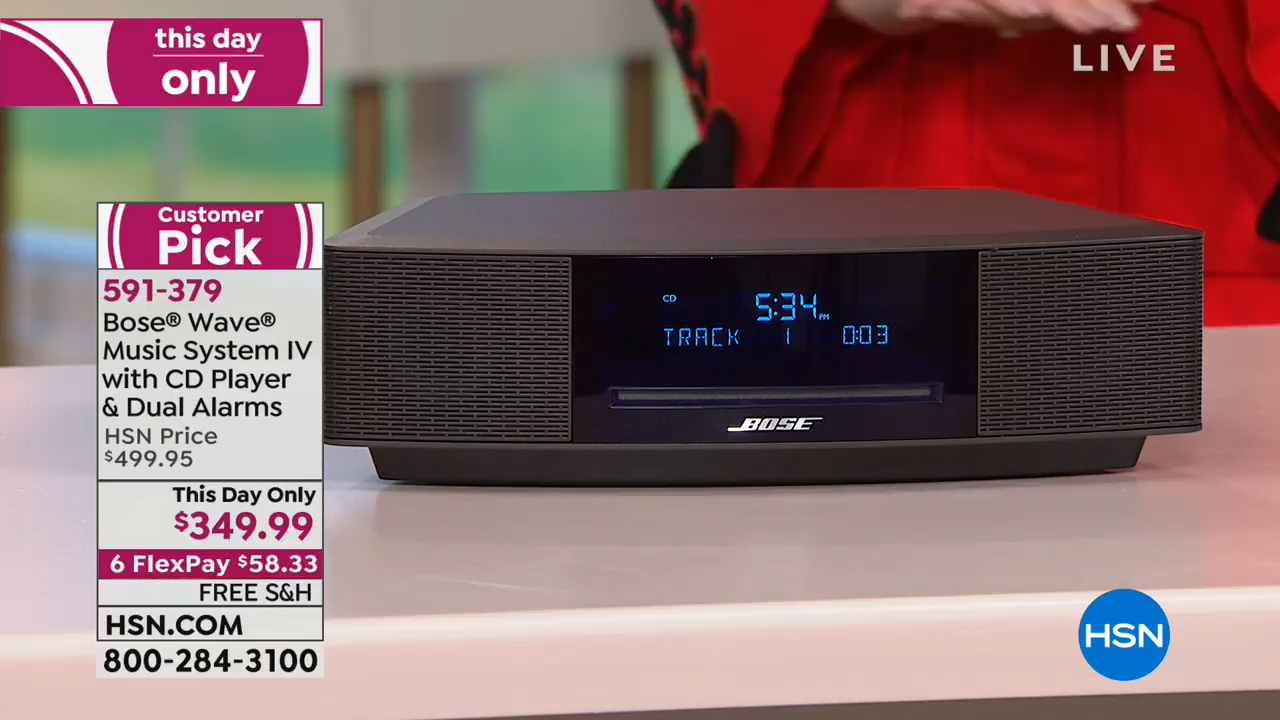 this day
only
LIVE
Customer
Pick
591-379
Bose® Wave®
Music System IV
with CD Player
& Dual Alarms
HSN Price
$499.95
This Day Only
$349.99
6 FlexPay $58.33
FREE S&H
HSN.COM
800-284-3100
CD
5:34 PM
TRACK 1 0:03
BOSE
HSN